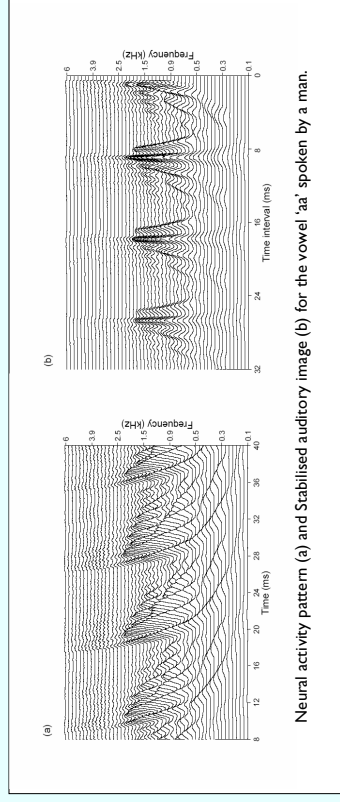 (a)
6
3.9
2.5
1.5
0.9
0.5
0.3
0.1
Frequency (kHz)
8 12 16 20 24 28 32 36 40
Time (ms)
(b)
6
3.9
2.5
1.5
0.9
0.5
0.3
0.1
Frequency (kHz)
32 24 16 8 0
Time interval (ms)
Neural activity pattern (a) and Stabilised auditory image (b) for the vowel ‘aa’ spoken by a man.